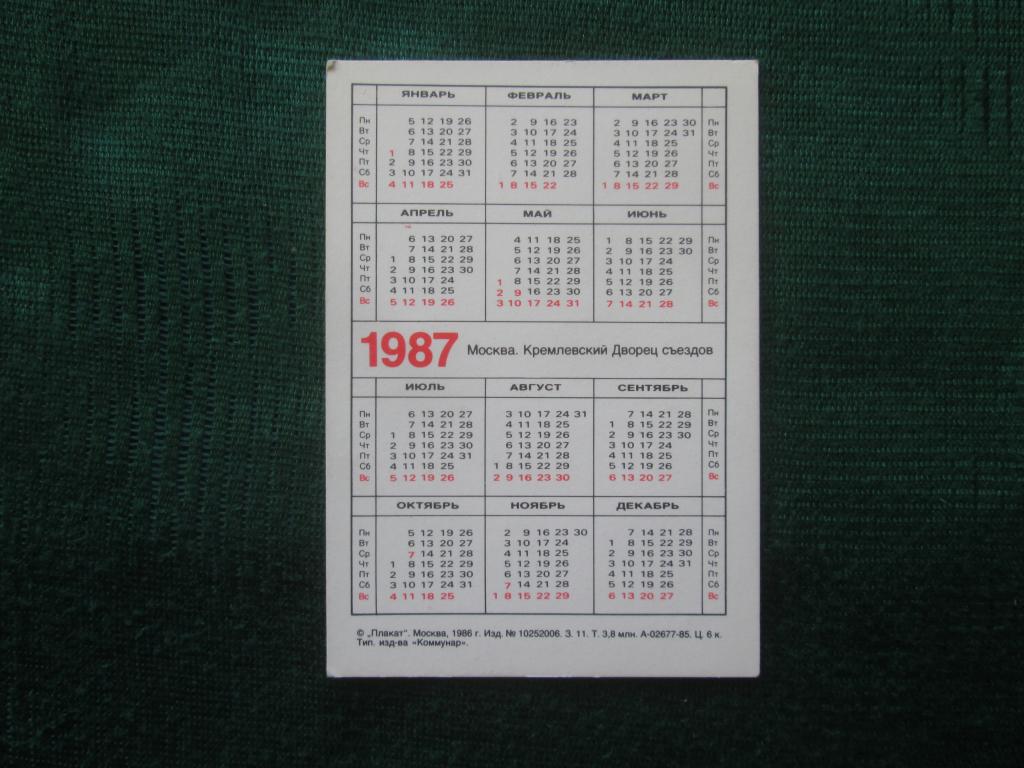 ЯНВАРЬ ФЕВРАЛЬ МАРТ
Пн 5 12 19 26 2 9 16 23 2 9 16 23 30 Пн
Вт 6 13 20 27 3 10 17 24 3 10 17 24 31 Вт
Ср 7 14 21 28 4 11 18 25 4 11 18 25 Ср
Чт 1 8 15 22 29 5 12 19 26 5 12 19 26 Чт
Пт 2 9 16 23 30 6 13 20 27 6 13 20 27 Пт
Сб 3 10 17 24 31 7 14 21 28 7 14 21 28 Сб
Вс 4 11 18 25 1 8 15 22 1 8 15 22 29 Вс
АПРЕЛЬ МАЙ ИЮНЬ
Пн 6 13 20 27 4 11 18 25 1 8 15 22 29 Пн
Вт 7 14 21 28 5 12 19 26 2 9 16 23 30 Вт
Ср 1 8 15 22 29 6 13 20 27 3 10 17 24 Ср
Чт 2 9 16 23 30 7 14 21 28 4 11 18 25 Чт
Пт 3 10 17 24 1 8 15 22 29 5 12 19 26 Пт
Сб 4 11 18 25 2 9 16 23 30 6 13 20 27 Сб
Вс 5 12 19 26 3 10 17 24 31 7 14 21 28 Вс
1987 Москва. Кремлевский Дворец съездов
ИЮЛЬ АВГУСТ СЕНТЯБРЬ
Пн 6 13 20 27 3 10 17 24 31 7 14 21 28 Пн
Вт 7 14 21 28 4 11 18 25 1 8 15 22 29 Вт
Ср 1 8 15 22 29 5 12 19 26 2 9 16 23 30 Ср
Чт 2 9 16 23 30 6 13 20 27 3 10 17 24 Чт
Пт 3 10 17 24 31 7 14 21 28 4 11 18 25 Пт
Сб 4 11 18 25 1 8 15 22 29 5 12 19 26 Сб
Вс 5 12 19 26 2 9 16 23 30 6 13 20 27 Вс
ОКТЯБРЬ НОЯБРЬ ДЕКАБРЬ
Пн 5 12 19 26 2 9 16 23 30 7 14 21 28 Пн
Вт 6 13 20 27 3 10 17 24 1 8 15 22 29 Вт
Ср 7 14 21 28 4 11 18 25 2 9 16 23 30 Ср
Чт 1 8 15 22 29 5 12 19 26 3 10 17 24 31 Чт
Пт 2 9 16 23 30 6 13 20 27 4 11 18 25 Пт
Сб 3 10 17 24 31 7 14 21 28 5 12 19 26 Сб
Вс 4 11 18 25 1 8 15 22 29 6 13 20 27 Вс
© „Плакат". Москва, 1986 г. Изд. № 10252006. З. 11. Т. 3,8 млн. А-02677-85. Ц. 6 к.
Тип. изд-ва «Коммунар».